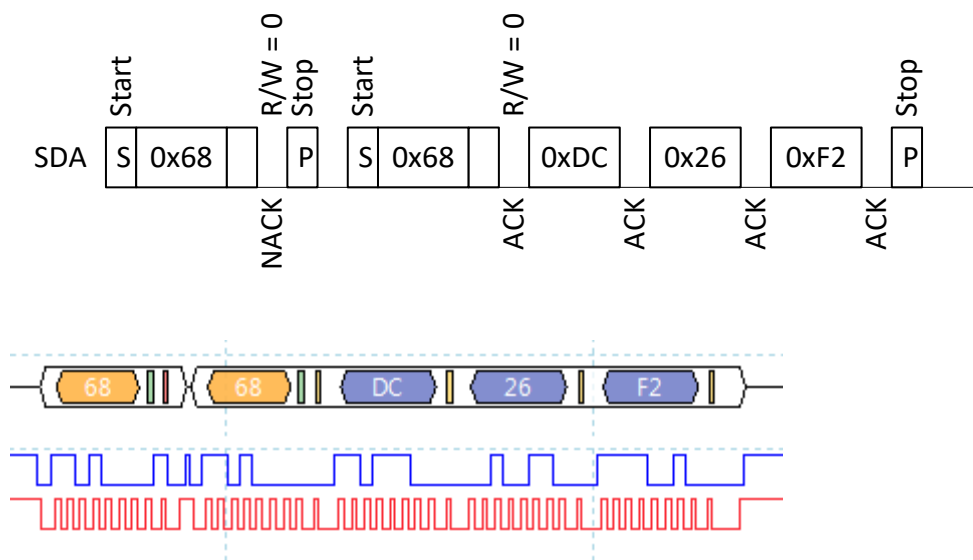 Start
R/W = 0
Stop
Start
R/W = 0
Stop
SDA S 0x68 P S 0x68 0xDC 0x26 0xF2 P
NACK
ACK
ACK
ACK
ACK
68 68 DC 26 F2